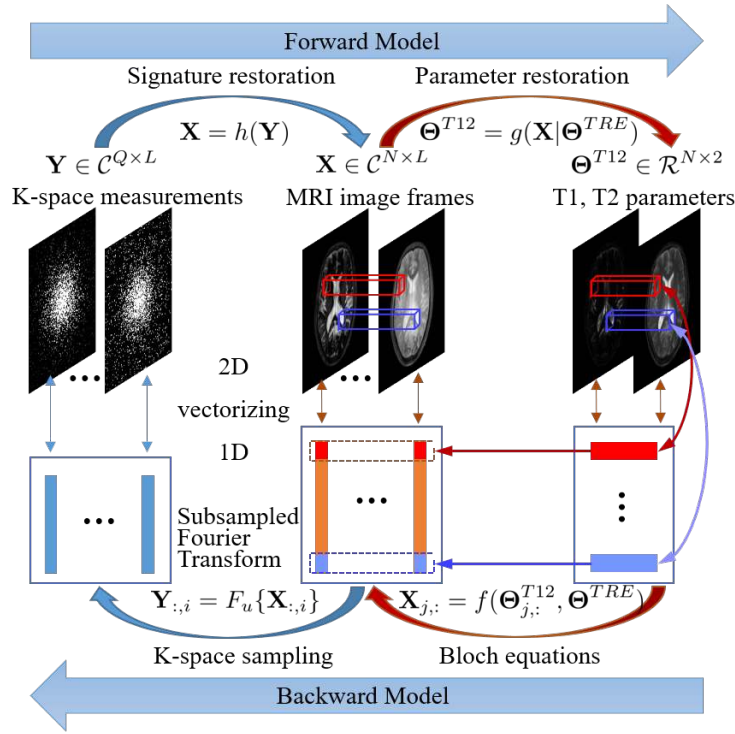 Forward Model
Signature restoration
Parameter restoration
X = h(Y)
Θ^{T12} = g(X|Θ^{TRE})
Y ∈ C^{Q×L}
X ∈ C^{N×L}
Θ^{T12} ∈ R^{N×2}
K-space measurements
MRI image frames
T1, T2 parameters
2D
vectorizing
1D
Subsampled
Fourier
Transform
Y_{:,i} = F_u{X_{:,i}}
X_{j,:} = f(Θ^{T12}_{j,:}, Θ^{TRE})
K-space sampling
Bloch equations
Backward Model